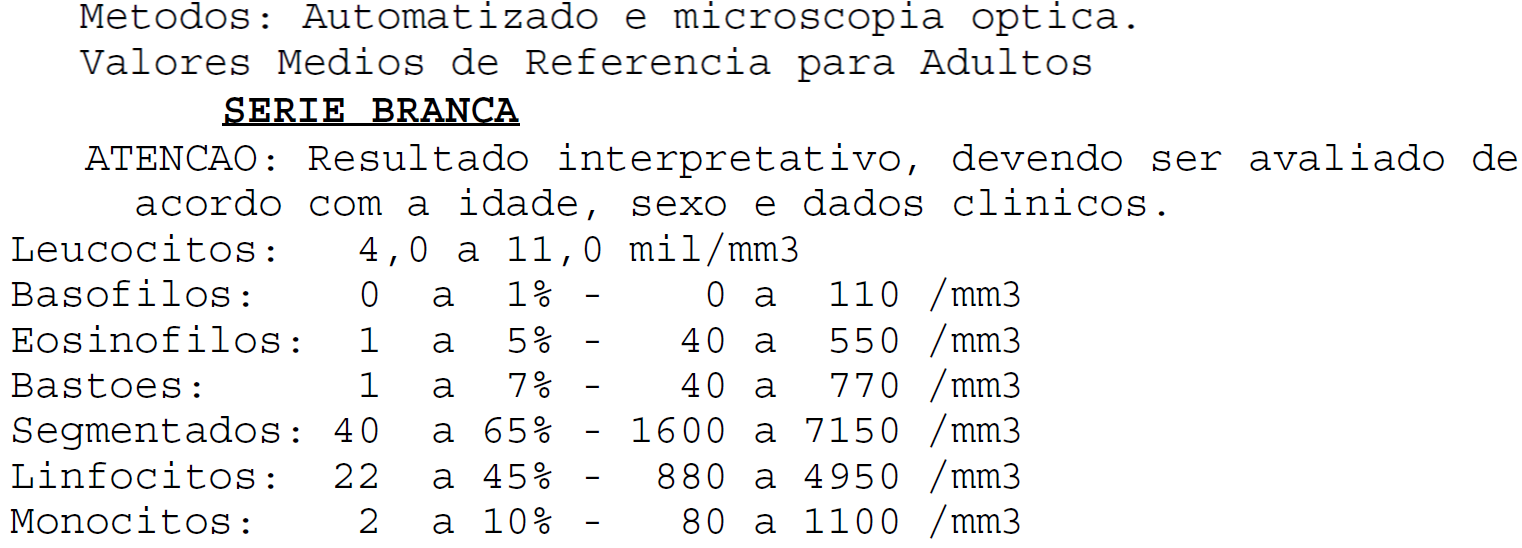 Metodos: Automatizado e microscopia optica.
Valores Medios de Referencia para Adultos
SERIE BRANCA
ATENCAO: Resultado interpretativo, devendo ser avaliado de
acordo com a idade, sexo e dados clinicos.
Leucocitos: 4,0 a 11,0 mil/mm3
Basofilos: 0 a 1% - 0 a 110 /mm3
Eosinofilos: 1 a 5% - 40 a 550 /mm3
Bastoes: 1 a 7% - 40 a 770 /mm3
Segmentados: 40 a 65% - 1600 a 7150 /mm3
Linfocitos: 22 a 45% - 880 a 4950 /mm3
Monocitos: 2 a 10% - 80 a 1100 /mm3